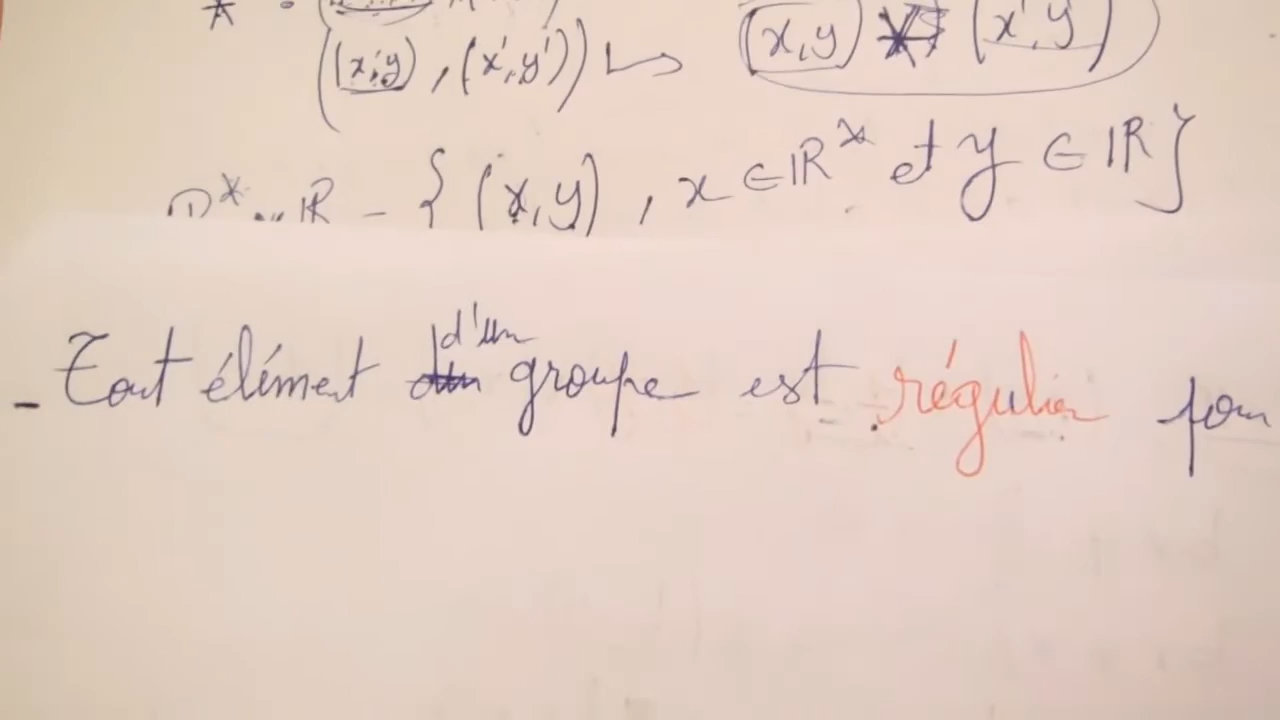 * :
((x,y), (x',y')) ↦ (x,y) * (x',y')
ℝ* × ℝ = { (x,y), x ∈ ℝ* et y ∈ ℝ }
- Tout élément d'un groupe est régulier pour